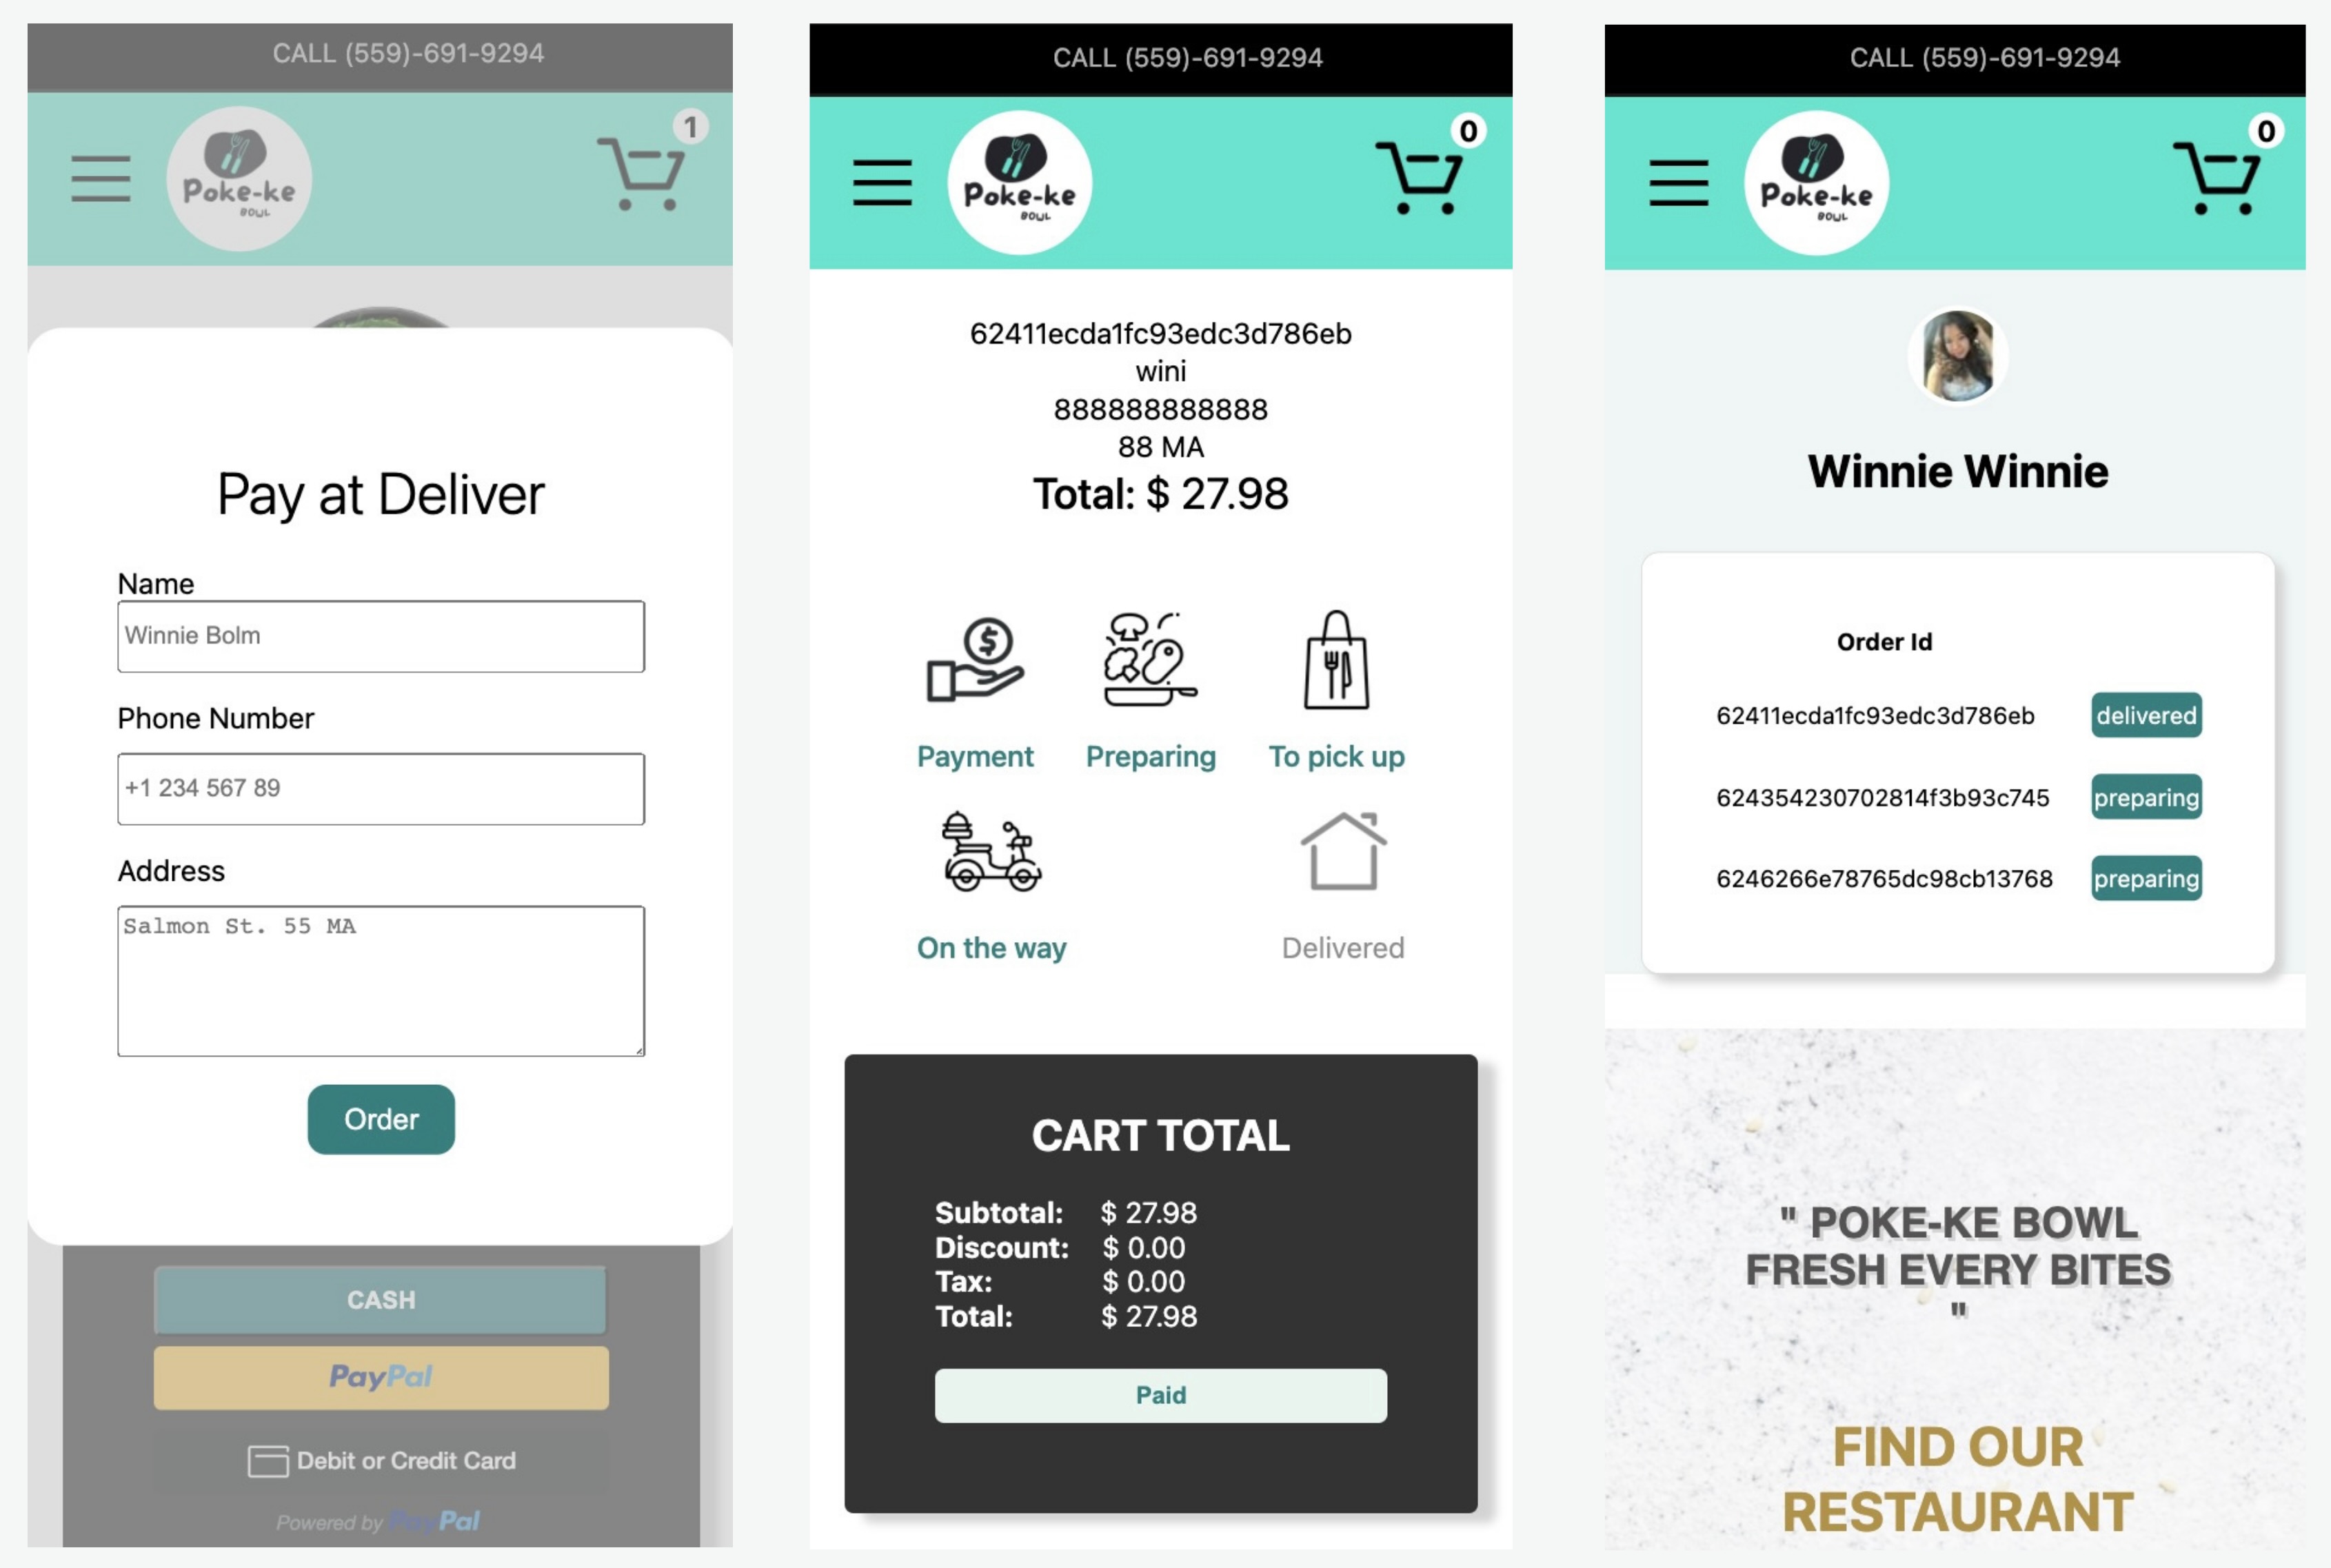 CALL (559)-691-9294
1
Poke-ke
BOWL
Pay at Deliver
Name
Winnie Bolm
Phone Number
+1 234 567 89
Address
Salmon St. 55 MA
Order
CASH
PayPal
Debit or Credit Card
Powered by PayPal
CALL (559)-691-9294
0
Poke-ke
BOWL
62411ecda1fc93edc3d786eb
wini
888888888888
88 MA
Total: $ 27.98
Payment Preparing To pick up
On the way Delivered
CART TOTAL
Subtotal: $ 27.98
Discount: $ 0.00
Tax: $ 0.00
Total: $ 27.98
Paid
CALL (559)-691-9294
0
Poke-ke
BOWL
Winnie Winnie
Order Id
62411ecda1fc93edc3d786eb delivered
624354230702814f3b93c745 preparing
6246266e78765dc98cb13768 preparing
" POKE-KE BOWL
FRESH EVERY BITES
"
FIND OUR
RESTAURANT